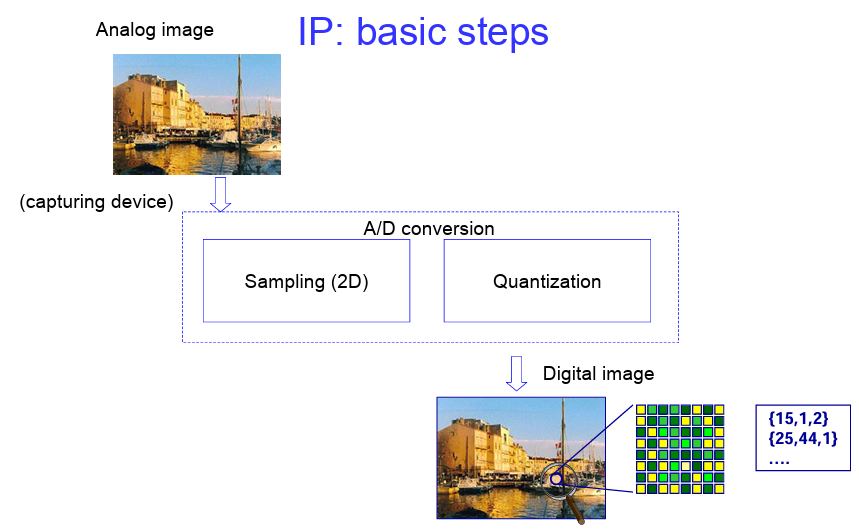 IP: basic steps
Analog image
(capturing device)
A/D conversion
Sampling (2D)
Quantization
Digital image
{15,1,2}
{25,44,1}
....